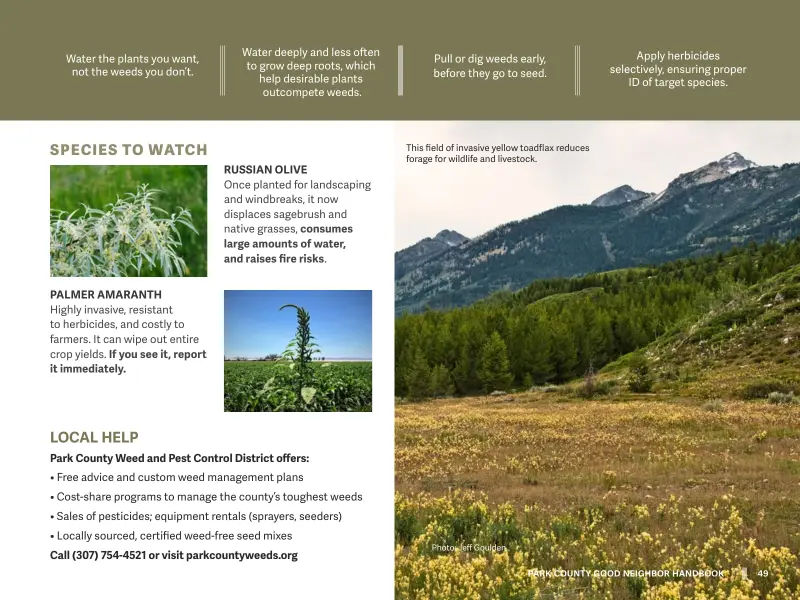 Water the plants you want,
not the weeds you don't.
Water deeply and less often
to grow deep roots, which
help desirable plants
outcompete weeds.
Pull or dig weeds early,
before they go to seed.
Apply herbicides
selectively, ensuring proper
ID of target species.
SPECIES TO WATCH
RUSSIAN OLIVE
Once planted for landscaping
and windbreaks, it now
displaces sagebrush and
native grasses, consumes
large amounts of water,
and raises fire risks.
PALMER AMARANTH
Highly invasive, resistant
to herbicides, and costly to
farmers. It can wipe out entire
crop yields. If you see it, report
it immediately.
LOCAL HELP
Park County Weed and Pest Control District offers:
• Free advice and custom weed management plans
• Cost-share programs to manage the county's toughest weeds
• Sales of pesticides; equipment rentals (sprayers, seeders)
• Locally sourced, certified weed-free seed mixes
Call (307) 754-4521 or visit parkcountyweeds.org
This field of invasive yellow toadflax reduces
forage for wildlife and livestock.
Photo: Jeff Goulden
PARK COUNTY GOOD NEIGHBOR HANDBOOK 49